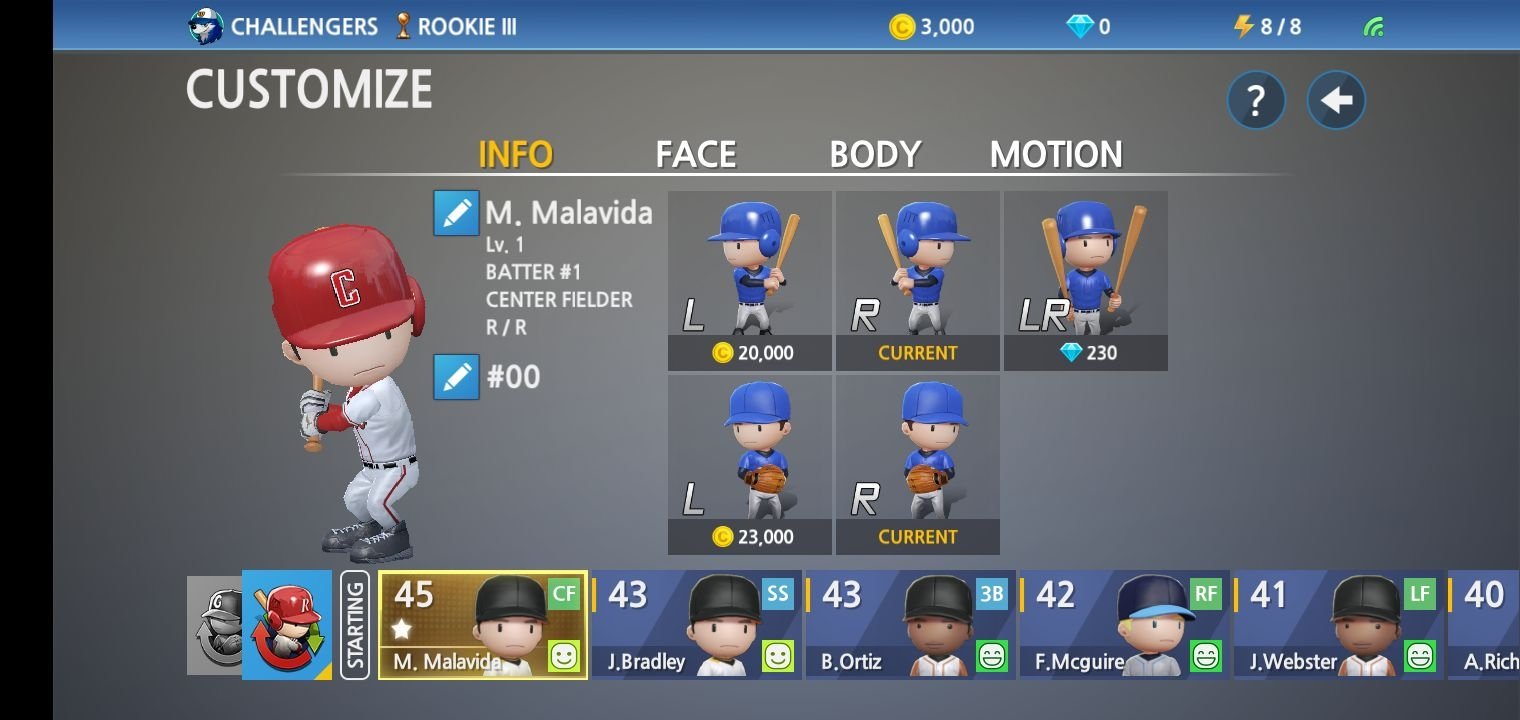 CHALLENGERS ROOKIE III 3,000 0 8 / 8
CUSTOMIZE ?
INFO FACE BODY MOTION
M. Malavida
Lv. 1
BATTER #1
CENTER FIELDER
R / R
#00
C
L R LR
20,000 CURRENT 230
L R
23,000 CURRENT
STARTING
45 CF
M. Malavida
43 SS
J.Bradley
43 3B
B.Ortiz
42 RF
F.Mcguire
41 LF
J.Webster
40
A.Rich